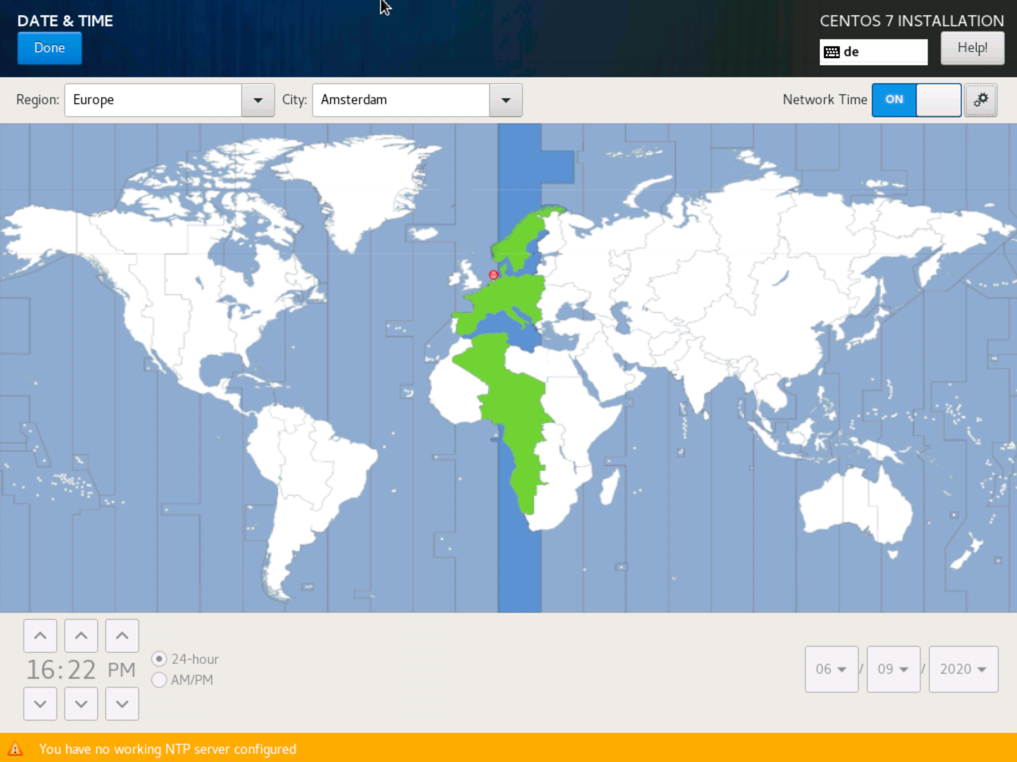 DATE & TIME
CENTOS 7 INSTALLATION
Done
de
Help!
Region: Europe City: Amsterdam Network Time ON
16:22 PM
24-hour
AM/PM
06 / 09 / 2020
You have no working NTP server configured